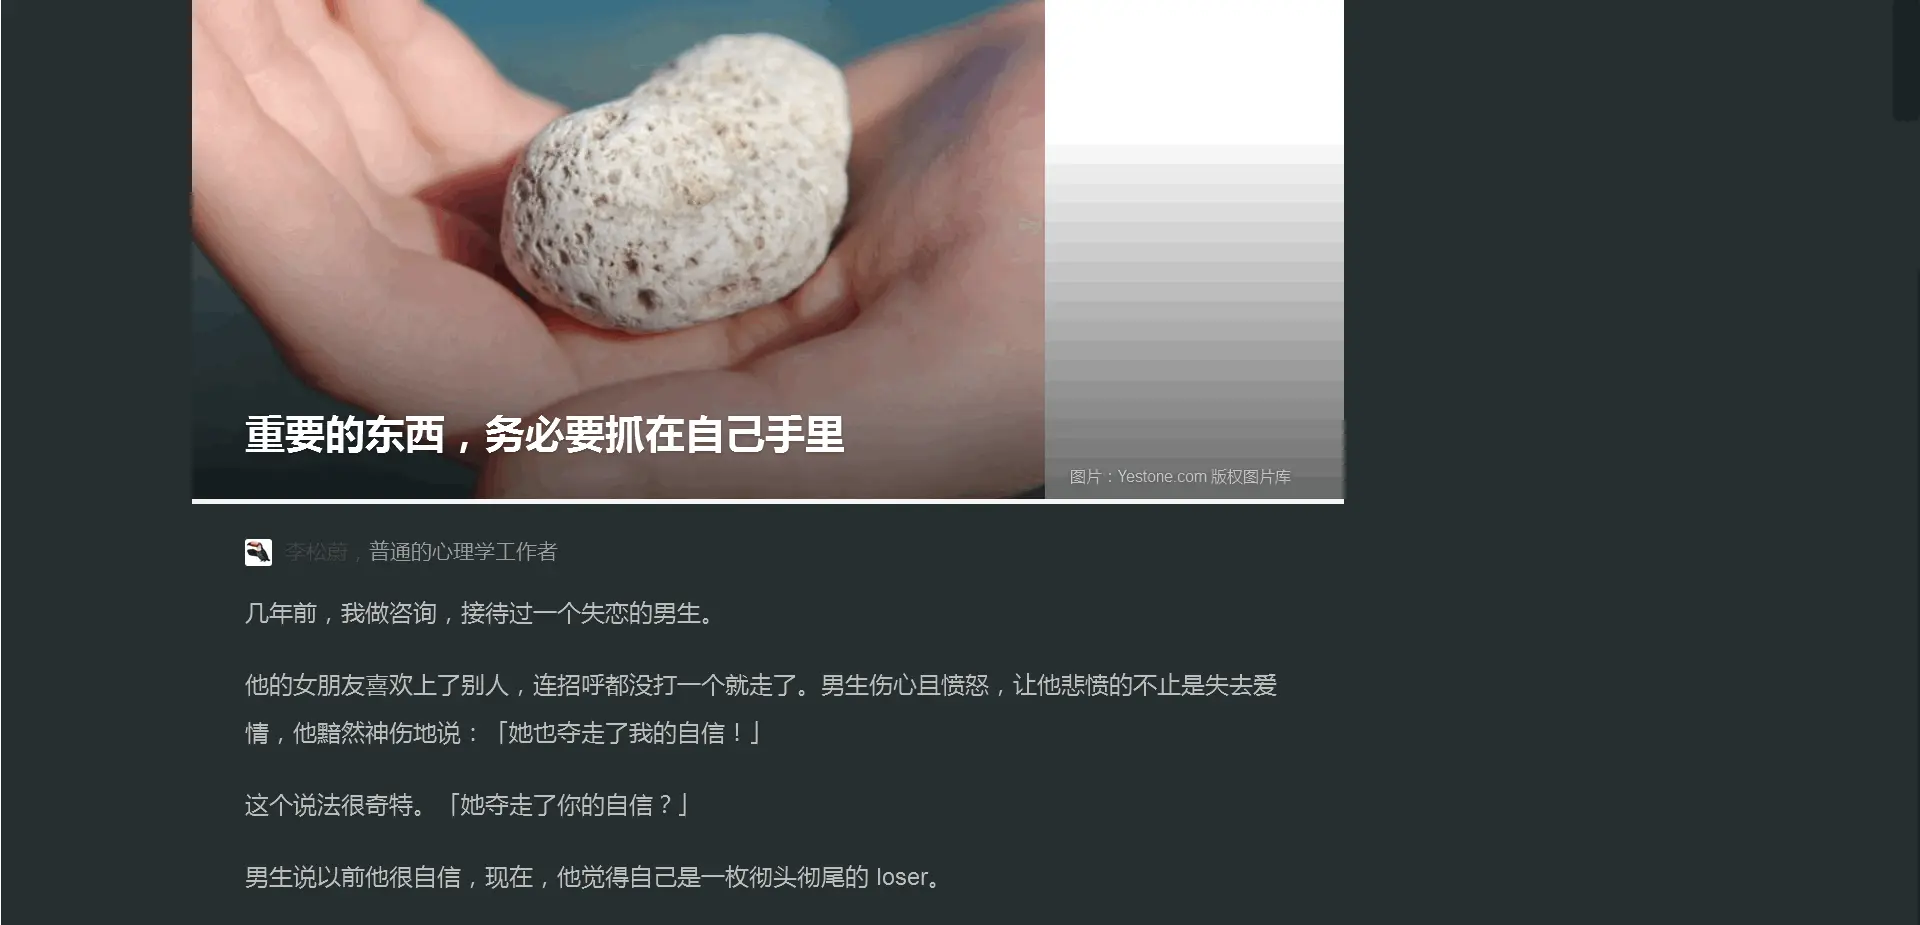 重要的东西，务必要抓在自己手里
图片：Yestone.com 版权图片库
李松蔚，普通的心理学工作者
几年前，我做咨询，接待过一个失恋的男生。
他的女朋友喜欢上了别人，连招呼都没打一个就走了。男生伤心且愤怒，让他悲愤的不止是失去爱
情，他黯然神伤地说：「她也夺走了我的自信！」
这个说法很奇特。「她夺走了你的自信？」
男生说以前他很自信，现在，他觉得自己是一枚彻头彻尾的 loser。